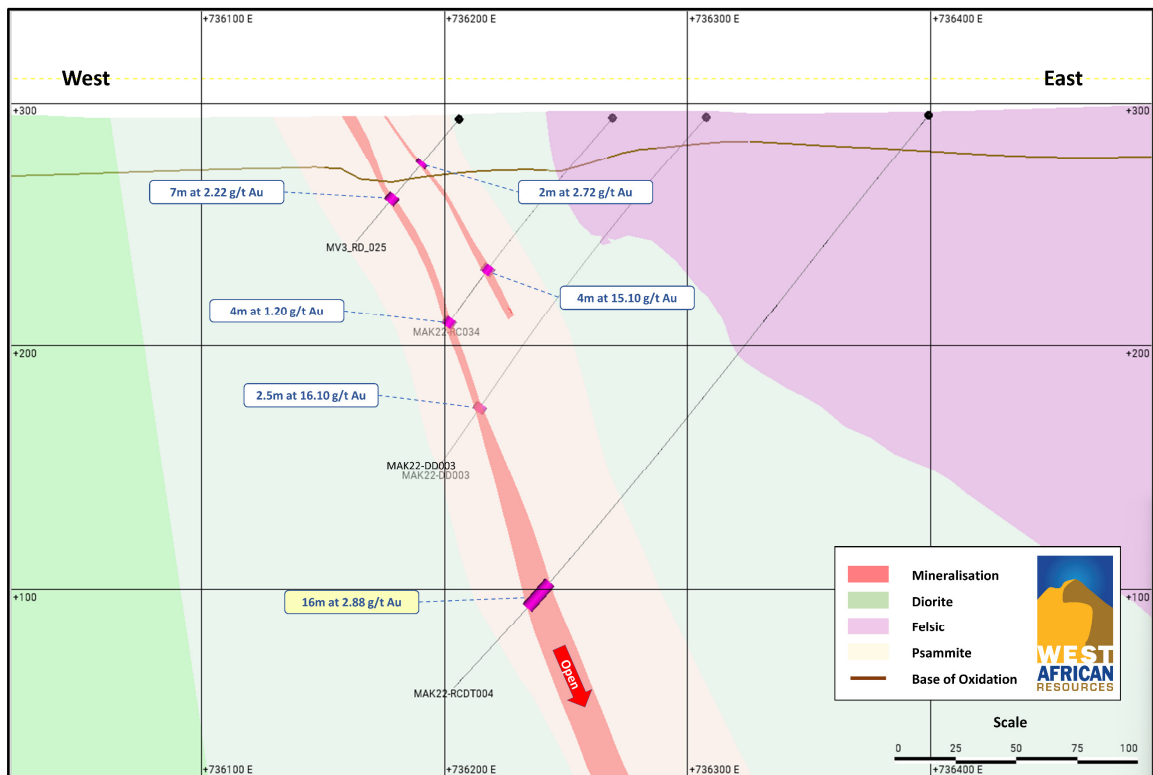 +736100 E
+736200 E
+736300 E
+736400 E
West
East
+300
+300
7m at 2.22 g/t Au
2m at 2.72 g/t Au
MV3_RD_025
4m at 15.10 g/t Au
4m at 1.20 g/t Au
MAK22-RC034
+200
+200
2.5m at 16.10 g/t Au
MAK22-DD003
MAK22-DD003
+100
+100
16m at 2.88 g/t Au
Open
MAK22-RCDT004
Mineralisation
Diorite
Felsic
Psammite
Base of Oxidation
WEST
AFRICAN
RESOURCES
Scale
0 25 50 75 100
+736100 E
+736200 E
+736300 E
+736400 E